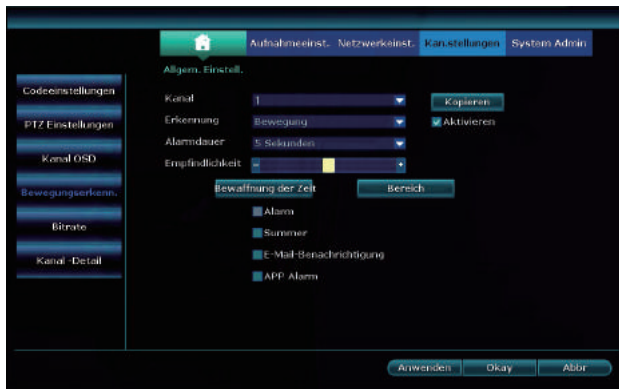 Aufnahmeeinst. Netzwerkeinst. Kan.stellungen System Admin
Allgem. Einstell.
Codeeinstellungen
PTZ Einstellungen
Kanal OSD
Bewegungserkenn.
Bitrate
Kanal -Detail
Kanal 1 Kopieren
Erkennung Bewegung Aktivieren
Alarmdauer 5 Sekunden
Empfindlichkeit - +
Bewaffnung der Zeit Bereich
Alarm
Summer
E-Mail-Benachrichtigung
APP Alarm
Anwenden Okay Abbr